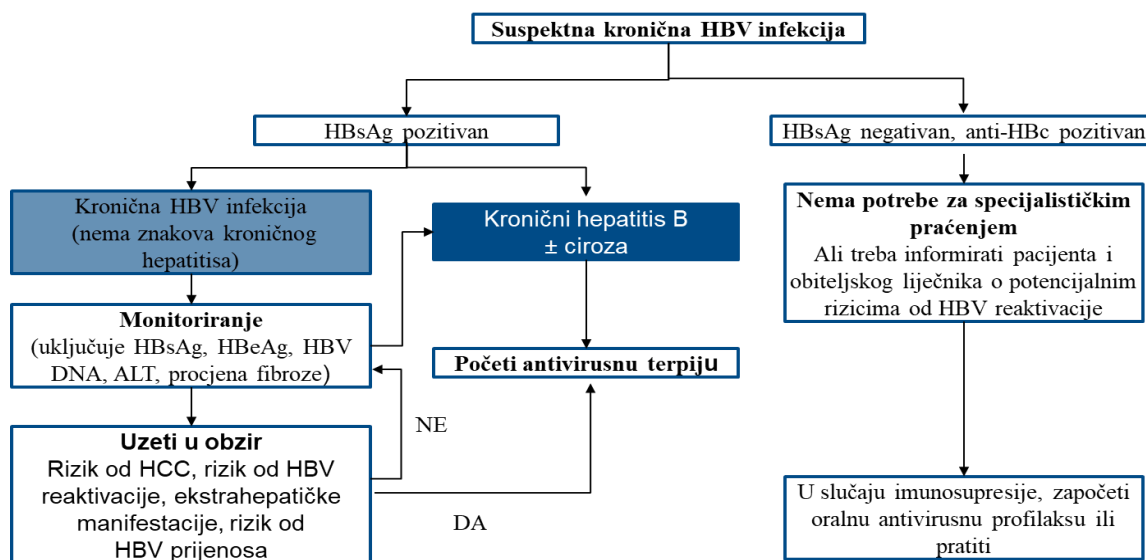 Suspektna kronična HBV infekcija
HBsAg pozitivan
HBsAg negativan, anti-HBc pozitivan
Kronična HBV infekcija
(nema znakova kroničnog
hepatitisa)
Kronični hepatitis B
± ciroza
Nema potrebe za specijalističkim
praćenjem
Ali treba informirati pacijenta i
obiteljskog liječnika o potencijalnim
rizicima od HBV reaktivacije
Monitoriranje
(uključuje HBsAg, HBeAg, HBV
DNA, ALT, procjena fibroze)
Početi antivirusnu terpiju
NE
Uzeti u obzir
Rizik od HCC, rizik od HBV
reaktivacije, ekstrahepatičke
manifestacije, rizik od
HBV prijenosa
DA
U slučaju imunosupresije, započeti
oralnu antivirusnu profilaksu ili
pratiti